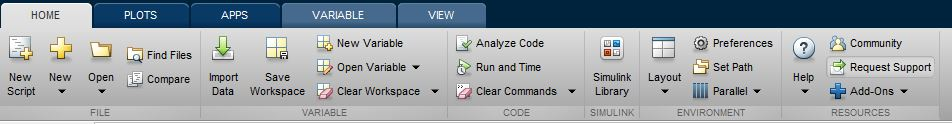 HOME PLOTS APPS VARIABLE VIEW
New Script
New
Open
Find Files
Compare
FILE
Import Data
Save Workspace
New Variable
Open Variable
Clear Workspace
VARIABLE
Analyze Code
Run and Time
Clear Commands
CODE
Simulink Library
SIMULINK
Layout
Preferences
Set Path
Parallel
ENVIRONMENT
Help
Community
Request Support
Add-Ons
RESOURCES